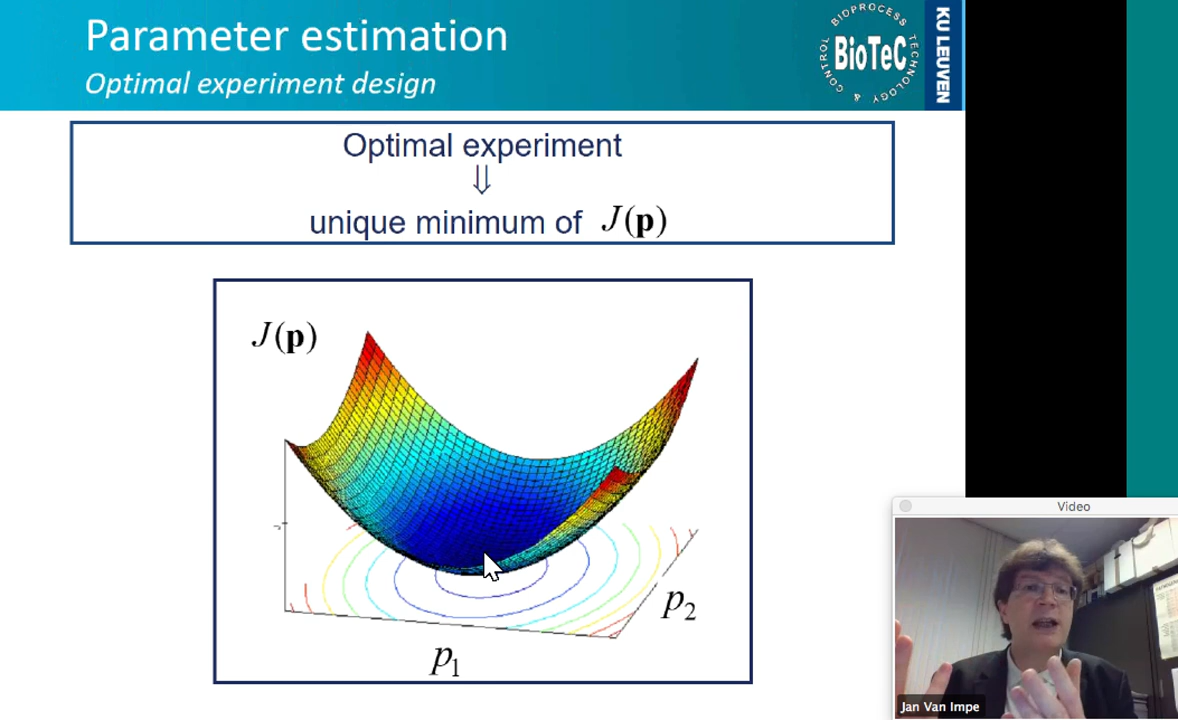 Parameter estimation
Optimal experiment design
BIOPROCESS TECHNOLOGY & CONTROL
BioTeC
KU LEUVEN
Optimal experiment
⇓
unique minimum of J(p)
J(p)
p₂
p₁
Video
Jan Van Impe